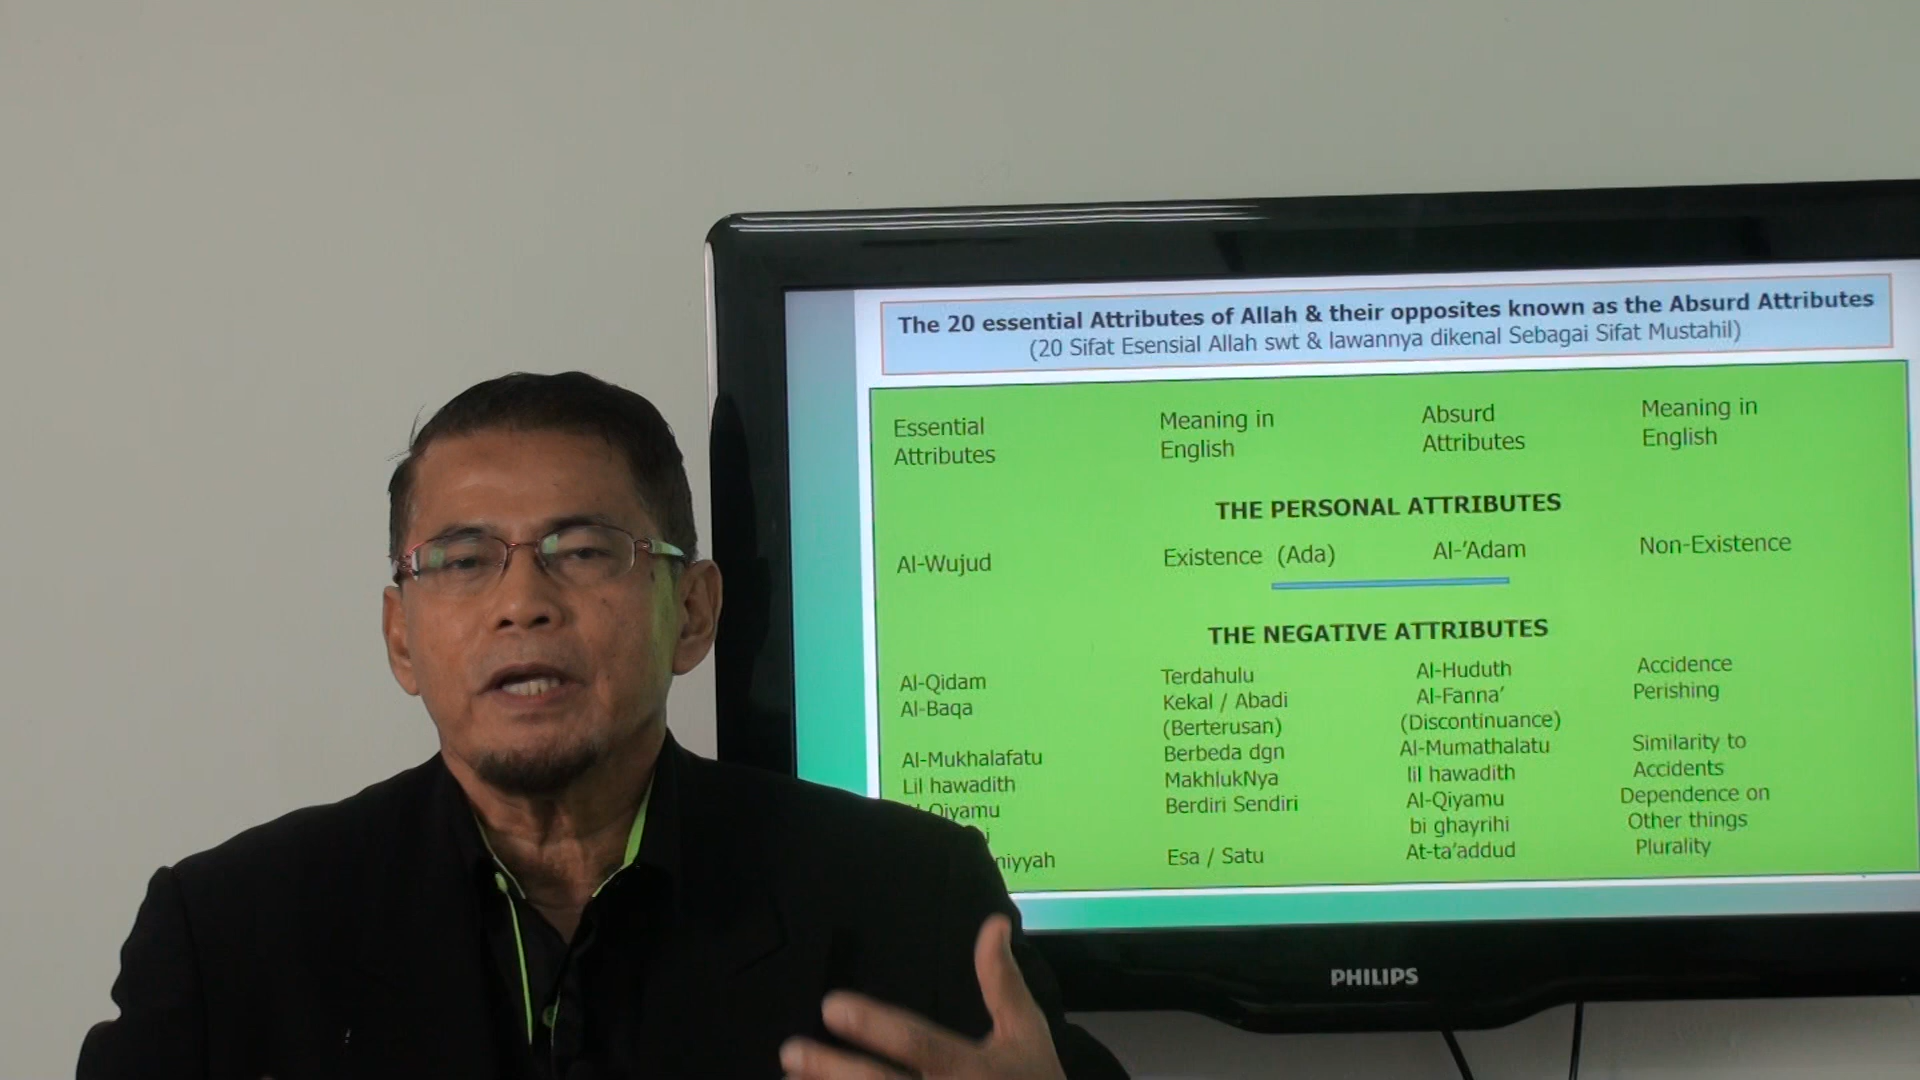 The 20 essential Attributes of Allah & their opposites known as the Absurd Attributes
(20 Sifat Esensial Allah swt & lawannya dikenal Sebagai Sifat Mustahil)
Essential Meaning in Absurd Meaning in
Attributes English Attributes English
THE PERSONAL ATTRIBUTES
Al-Wujud Existence (Ada) Al-'Adam Non-Existence
THE NEGATIVE ATTRIBUTES
Al-Qidam Terdahulu Al-Huduth Accidence
Al-Baqa Kekal / Abadi Al-Fanna' Perishing
(Berterusan) (Discontinuance)
Al-Mukhalafatu Berbeda dgn Al-Mumathalatu Similarity to
Lil hawadith MakhlukNya lil hawadith Accidents
Qiyamu Berdiri Sendiri Al-Qiyamu Dependence on
bi ghayrihi Other things
niyyah Esa / Satu At-ta'addud Plurality
PHILIPS